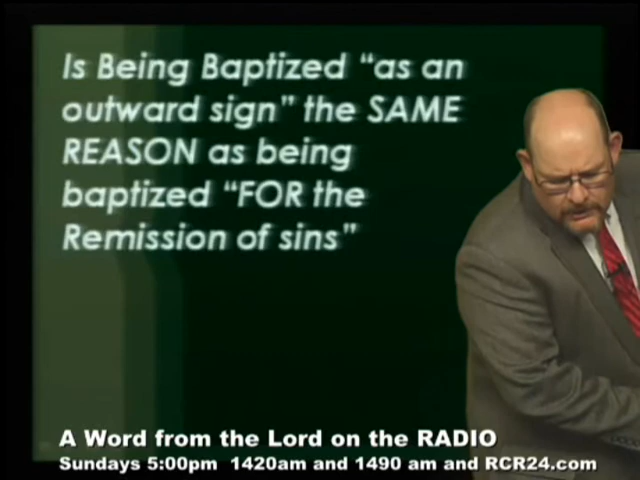 Is Being Baptized “as an
outward sign” the SAME
REASON as being
baptized “FOR the
Remission of sins”
A Word from the Lord on the RADIO
Sundays 5:00pm 1420am and 1490 am and RCR24.com